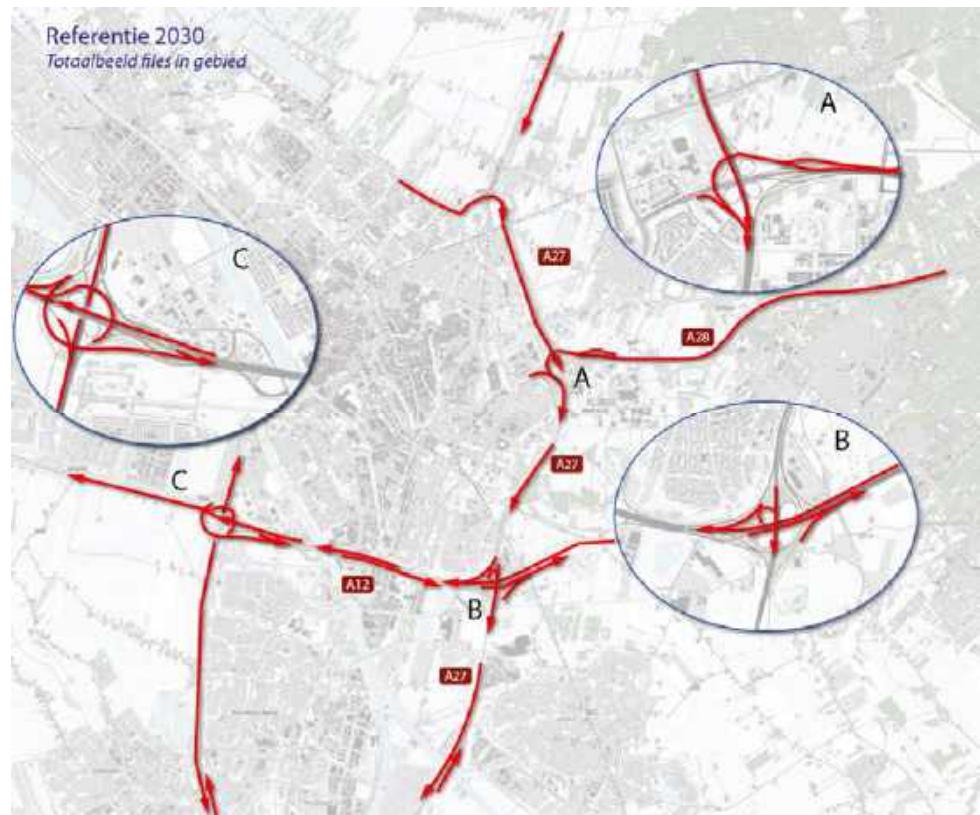 Referentie 2030
Totaalbeeld files in gebied
A
C
A27
A28
A
A27
B
C
A12
B
A27